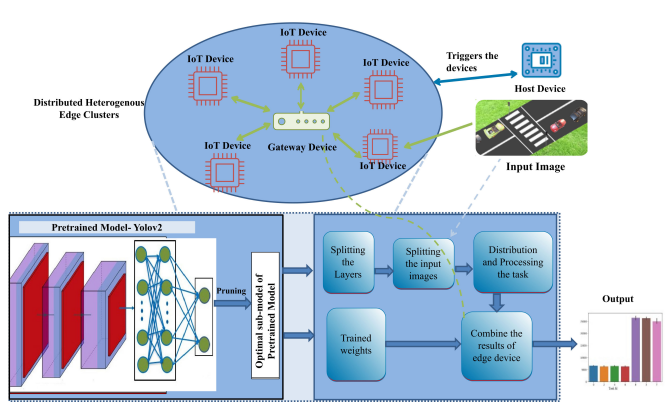 IoT Device
IoT Device
IoT Device
IoT Device
IoT Device
Gateway Device
Distributed Heterogenous
Edge Clusters
Triggers the
devices
Host Device
Input Image
Pretrained Model- Yolov2
Pruning
Optimal sub-model of
Pretrained Model
Splitting
the
Layers
Splitting
the input
images
Distribution
and Processing
the task
Trained
weights
Combine the
results of
edge device
Output